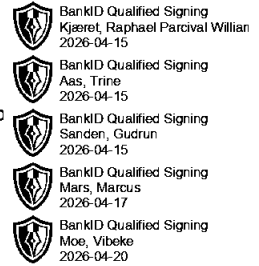 BankID Qualified Signing
Kjæret, Raphael Parcival
2026-04-15
BankID Qualified Signing
Aas, Trine
2026-04-15
BankID Qualified Signing
Sanden, Gudrun
2026-04-15
BankID Qualified Signing
Mars, Marcus
2026-04-17
BankID Qualified Signing
Moe, Vibeke
2026-04-20